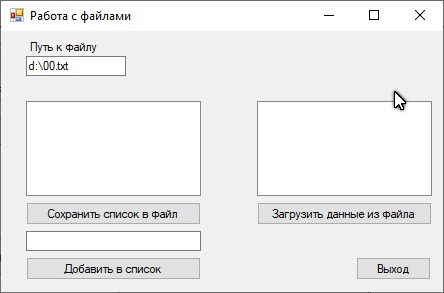 Работа с файлами
Путь к файлу
d:\00.txt
Сохранить список в файл
Загрузить данные из файла
Добавить в список
Выход